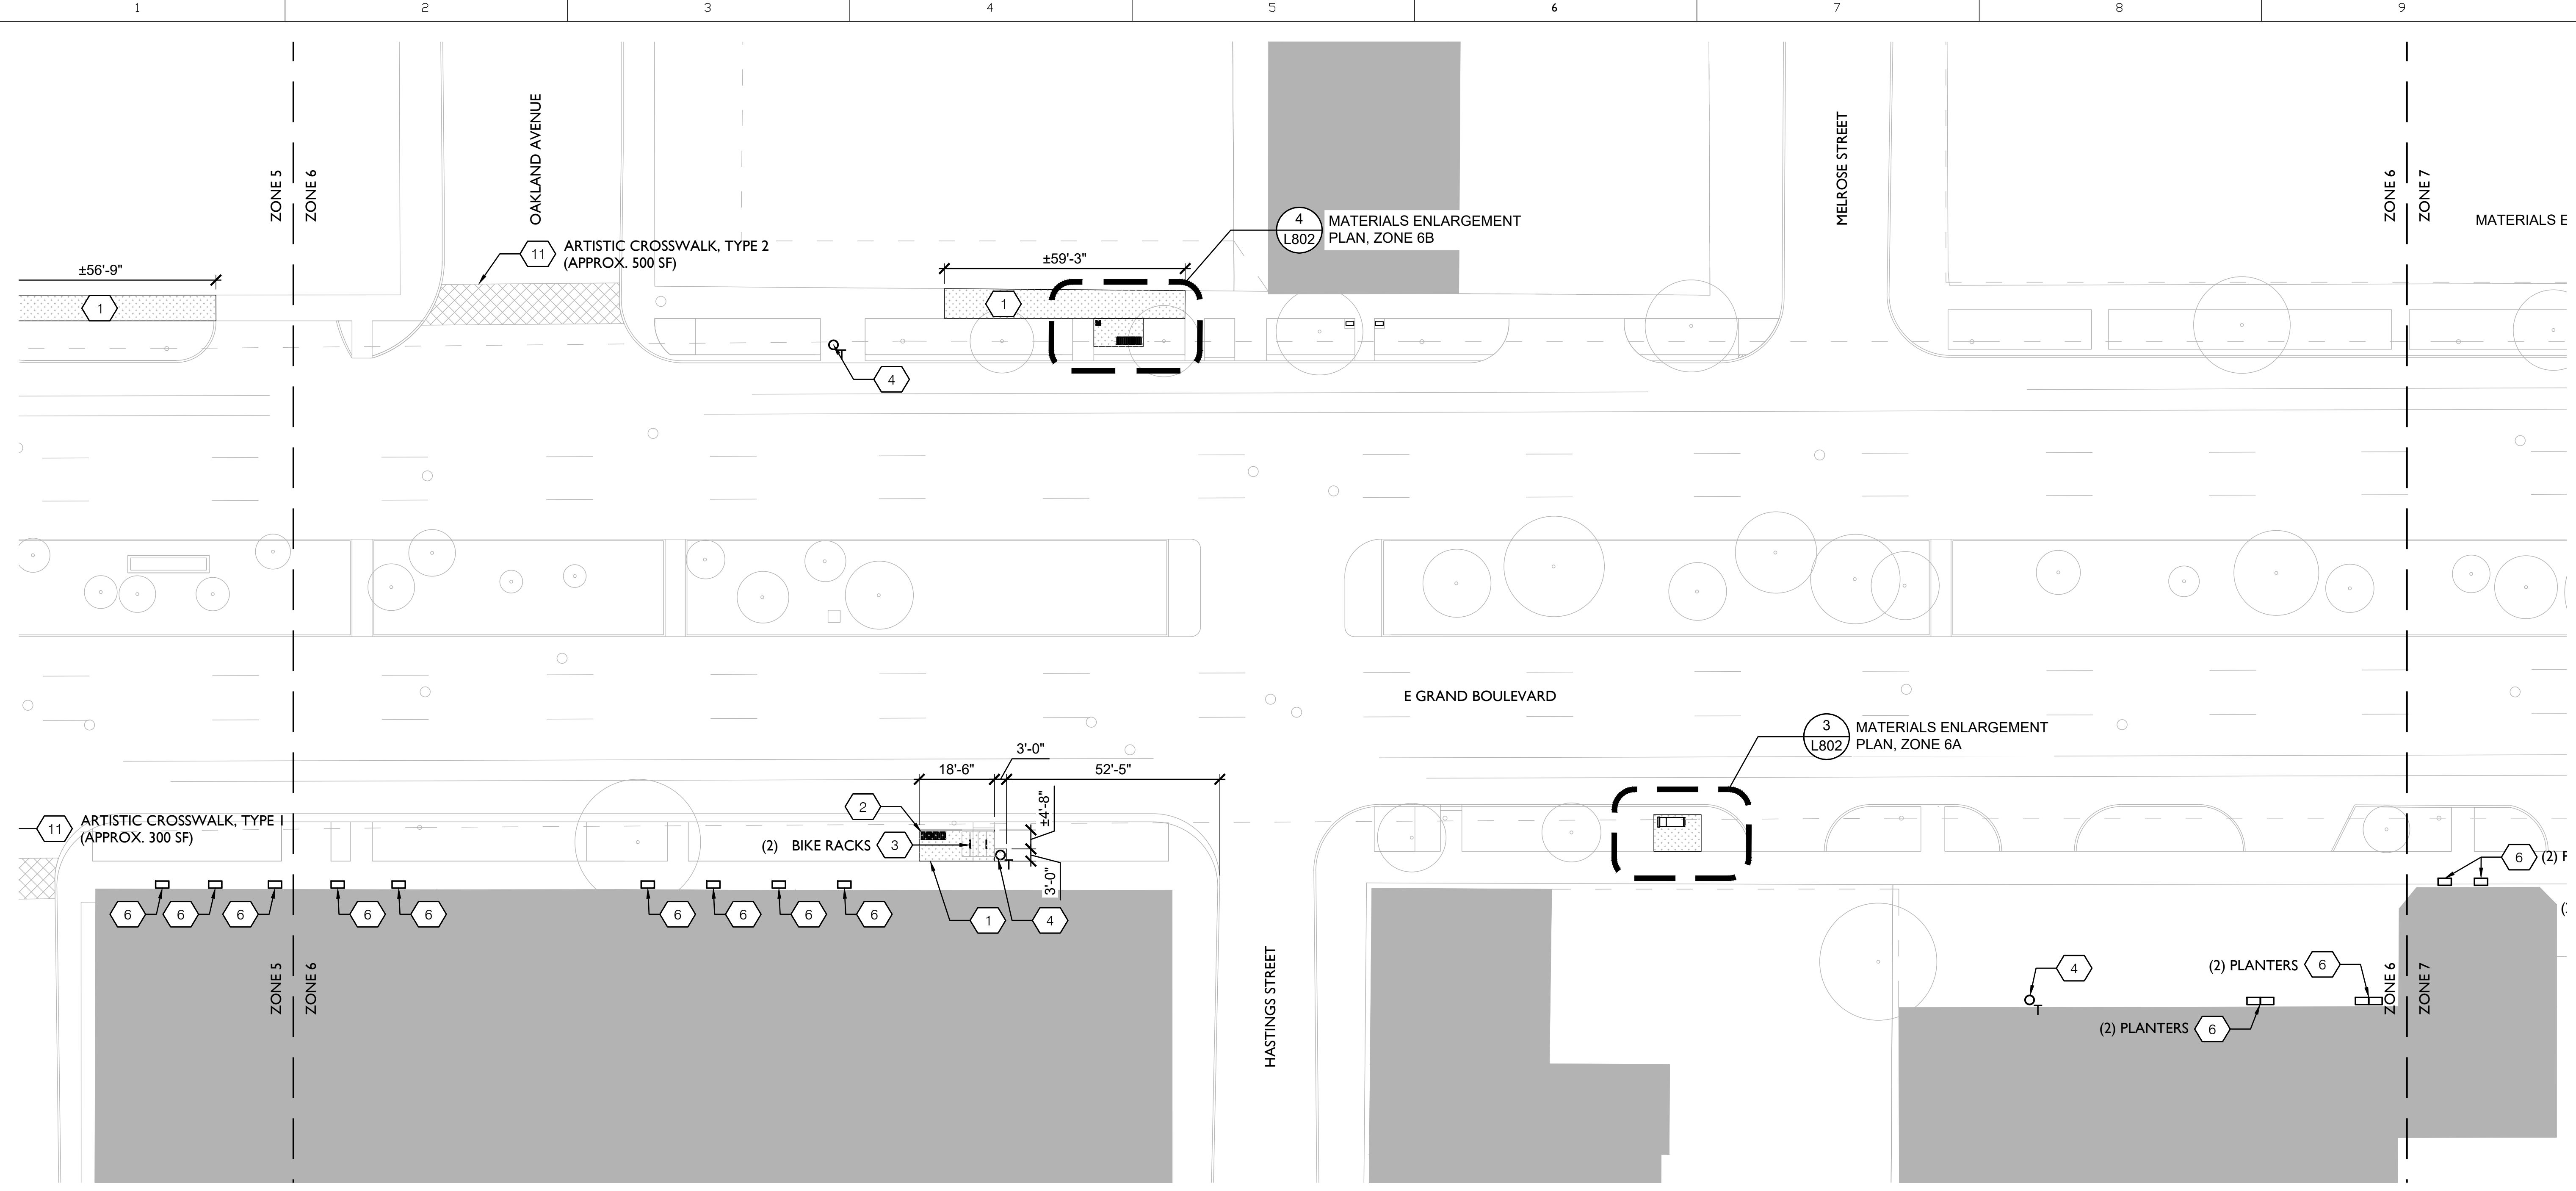 1 2 3 4 5 6 7 8 9
ZONE 5
ZONE 6
OAKLAND AVENUE
MELROSE STREET
ZONE 6
ZONE 7
4
L802
MATERIALS ENLARGEMENT
PLAN, ZONE 6B
MATERIALS E
11
ARTISTIC CROSSWALK, TYPE 2
(APPROX. 500 SF)
±56'-9"
±59'-3"
1
1
T
4
E GRAND BOULEVARD
3
L802
MATERIALS ENLARGEMENT
PLAN, ZONE 6A
3'-0"
18'-6"
52'-5"
±4'-8"
3'-0"
2
11
ARTISTIC CROSSWALK, TYPE 1
(APPROX. 300 SF)
(2) BIKE RACKS
3
T
6 (2) P
6 6 6 6 6 6 6 6 6
1
4
(
ZONE 5
ZONE 6
HASTINGS STREET
4
T
(2) PLANTERS 6
(2) PLANTERS 6
ZONE 6
ZONE 7